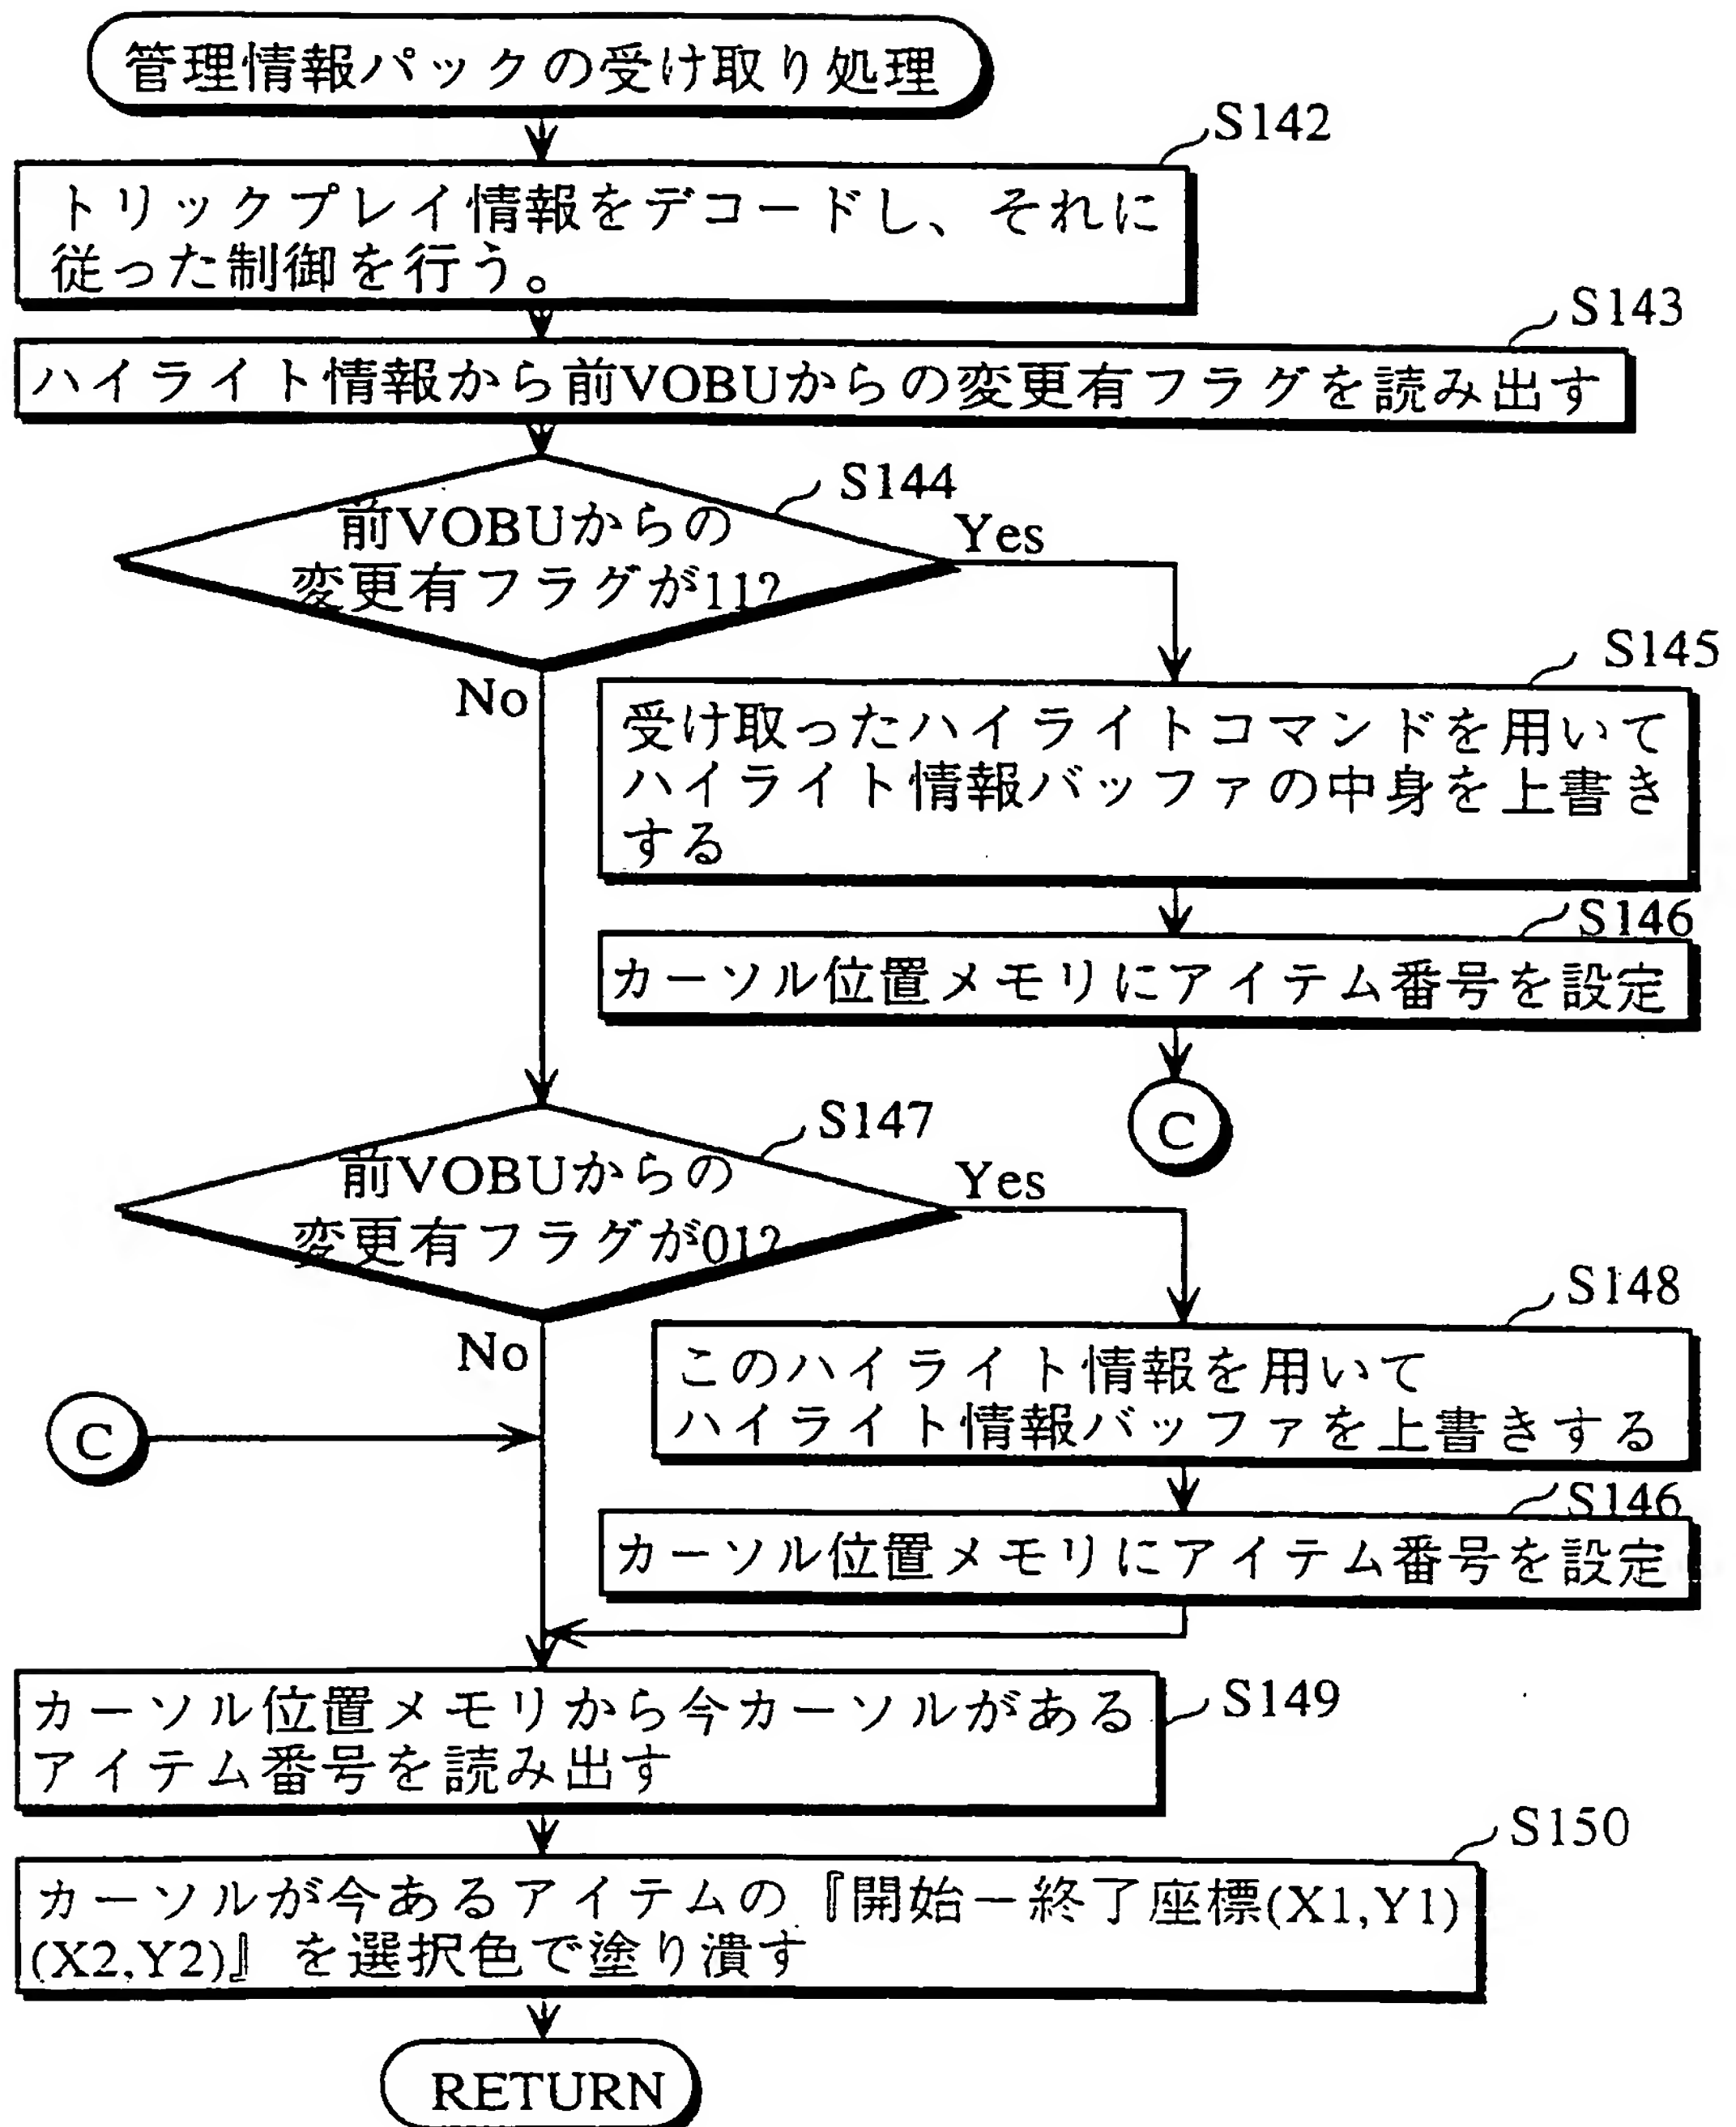 管理情報パックの受け取り処理
S142
トリックプレイ情報をデコードし、それに
従った制御を行う。
S143
ハイライト情報から前VOBUからの変更有フラグを読み出す
S144
前VOBUからの
変更有フラグが11?
Yes
No
S145
受け取ったハイライトコマンドを用いて
ハイライト情報バッファの中身を上書き
する
S146
カーソル位置メモリにアイテム番号を設定
C
S147
前VOBUからの
変更有フラグが01?
Yes
No
S148
このハイライト情報を用いて
ハイライト情報バッファを上書きする
C
S146
カーソル位置メモリにアイテム番号を設定
S149
カーソル位置メモリから今カーソルがある
アイテム番号を読み出す
S150
カーソルが今あるアイテムの『開始－終了座標(X1,Y1)
(X2,Y2)』を選択色で塗り潰す
RETURN